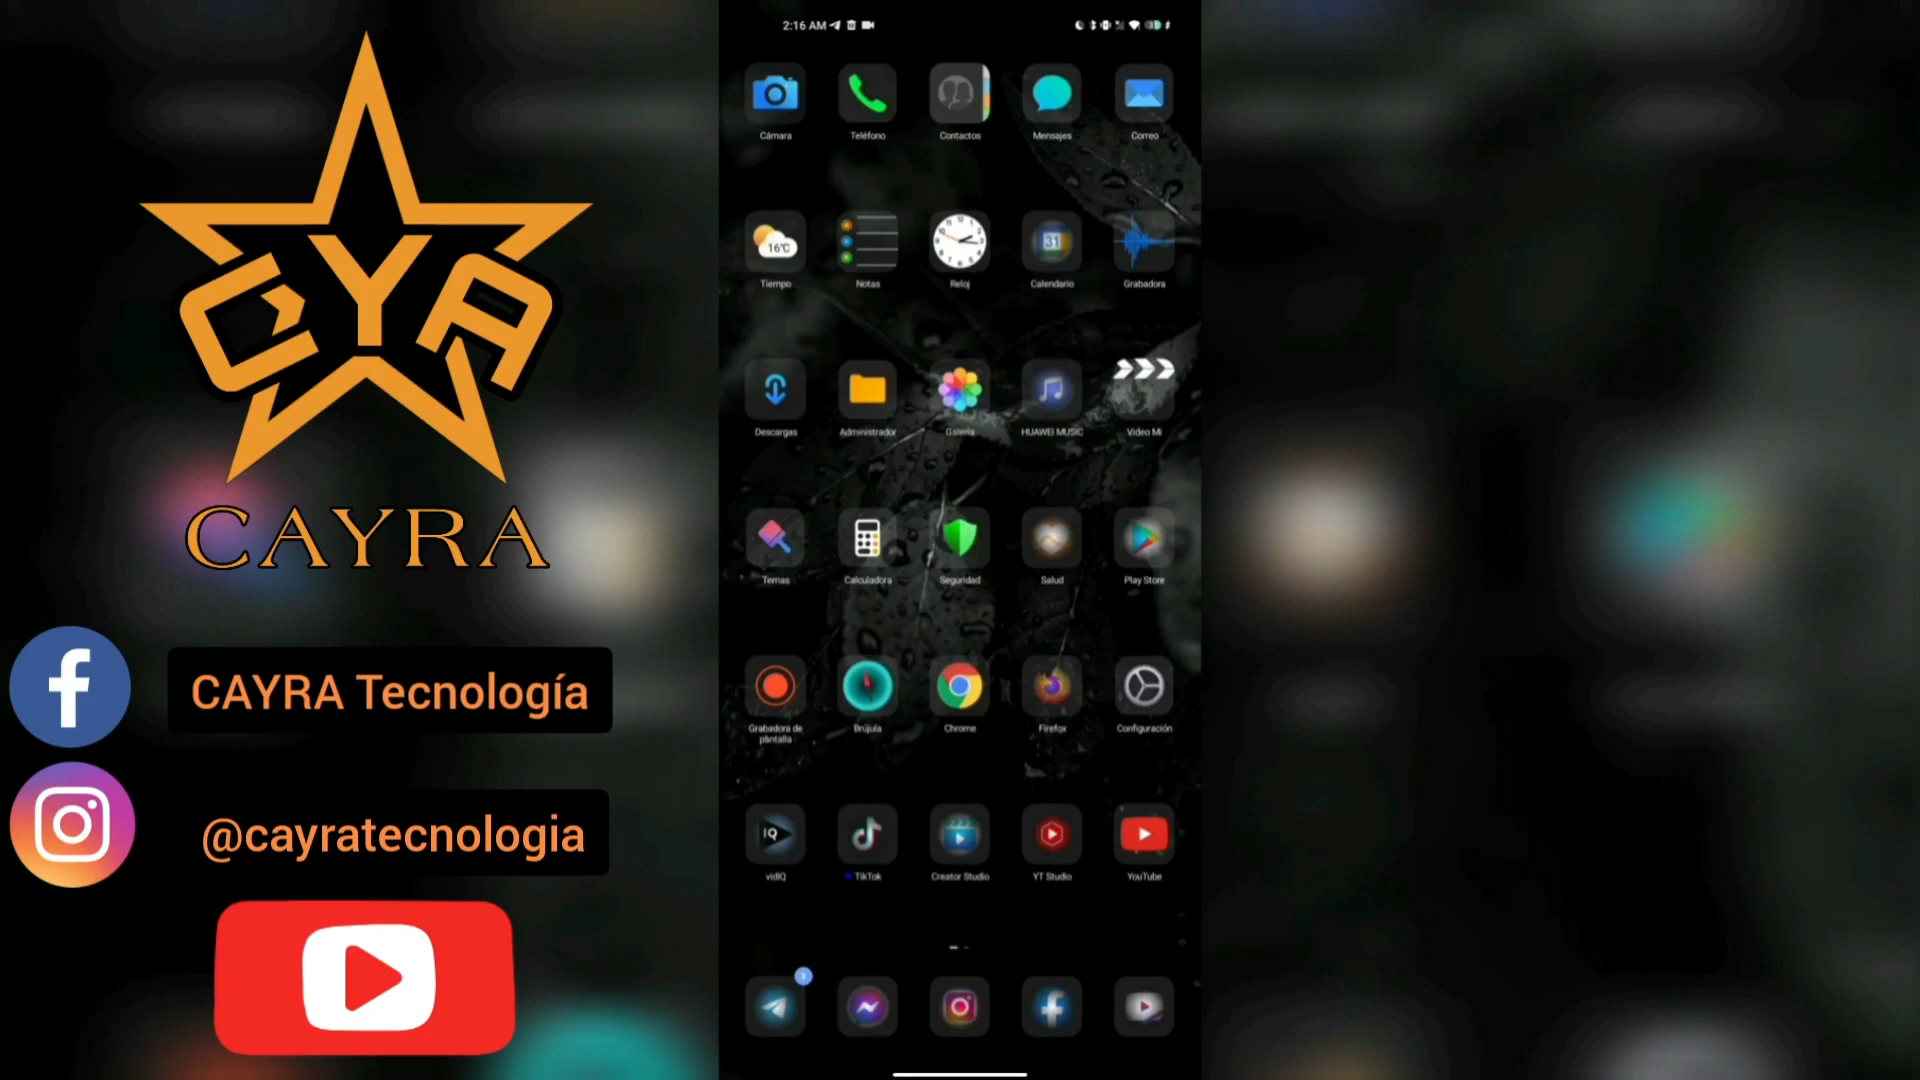 CYA
CAYRA
CAYRA Tecnología
@cayratecnologia
2:16 AM
Cámara
Teléfono
Contactos
Mensajes
Correo
16°C
31
Tiempo
Notas
Reloj
Calendario
Grabadora
Descargas
Administrador
Galería
HUAWEI MUSIC
Video Mi
Temas
Calculadora
Seguridad
Salud
Play Store
Grabadora de
pantalla
Brújula
Chrome
Firefox
Configuración
IQ
vidIQ
TikTok
Creator Studio
YT Studio
YouTube